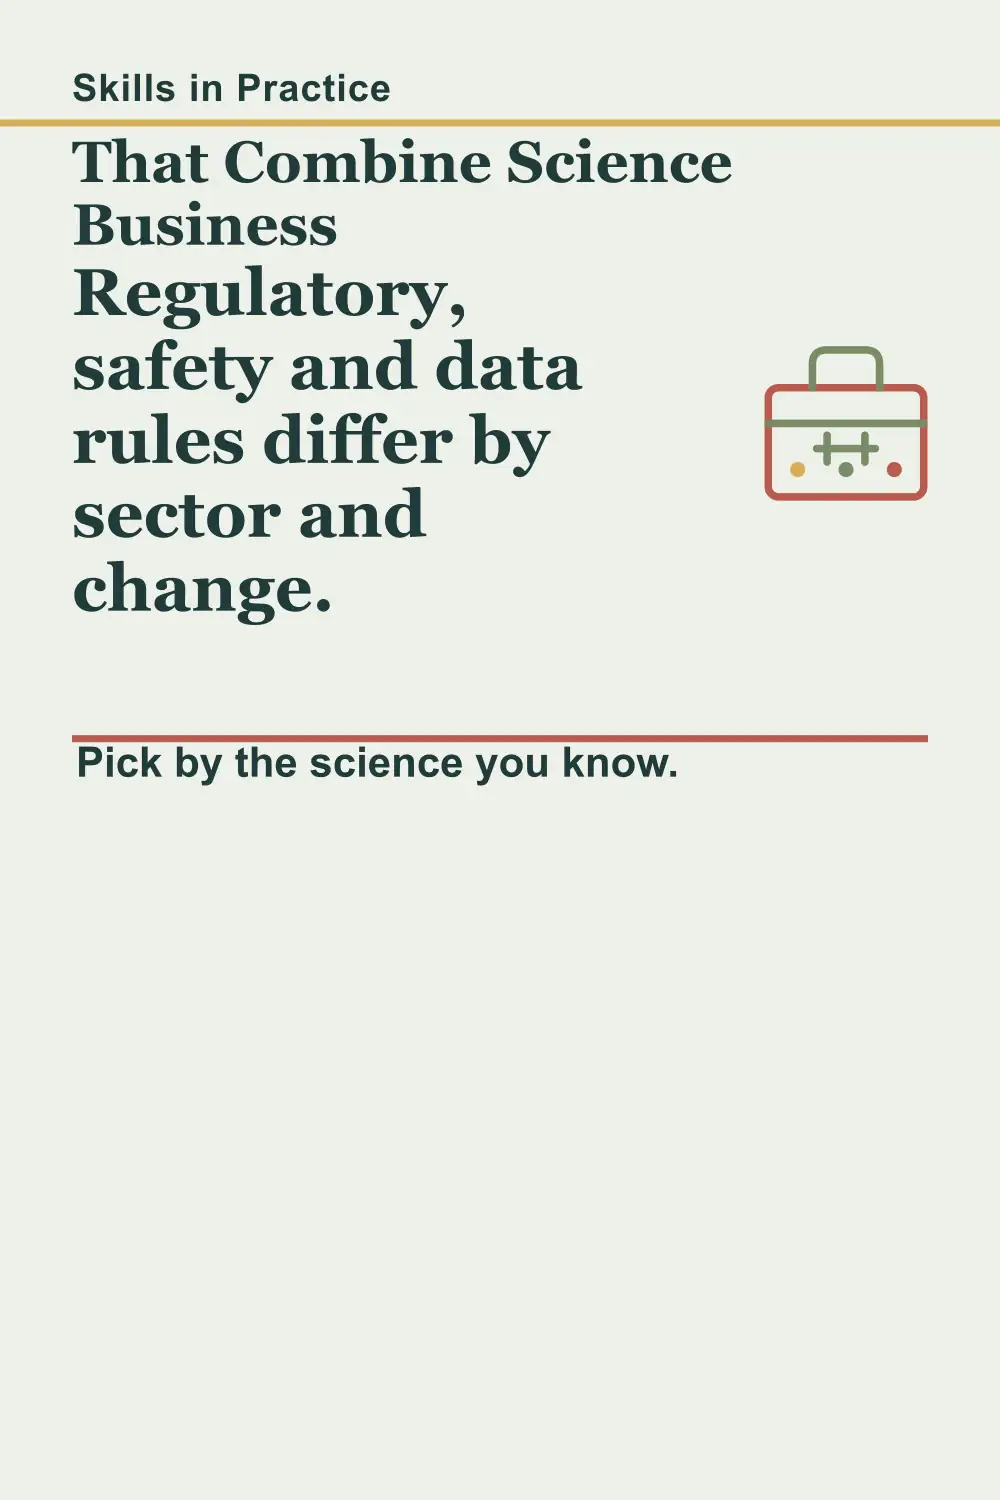 Skills in Practice
That Combine Science
Business
Regulatory,
safety and data
rules differ by
sector and
change.
Pick by the science you know.